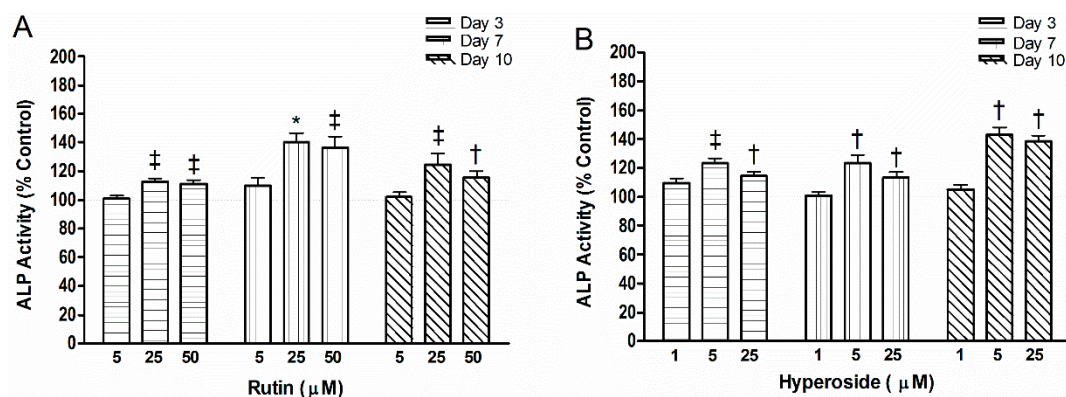 A
Day 3
Day 7
Day 10
ALP Activity (% Control)
200
180
160
140
120
100
80
60
40
20
0
‡ ‡ * ‡ ‡ †
5 25 50 5 25 50 5 25 50
Rutin (μM)
B
Day 3
Day 7
Day 10
ALP Activity (% Control)
200
180
160
140
120
100
80
60
40
20
0
‡ † † † † †
1 5 25 1 5 25 1 5 25
Hyperoside (μM)